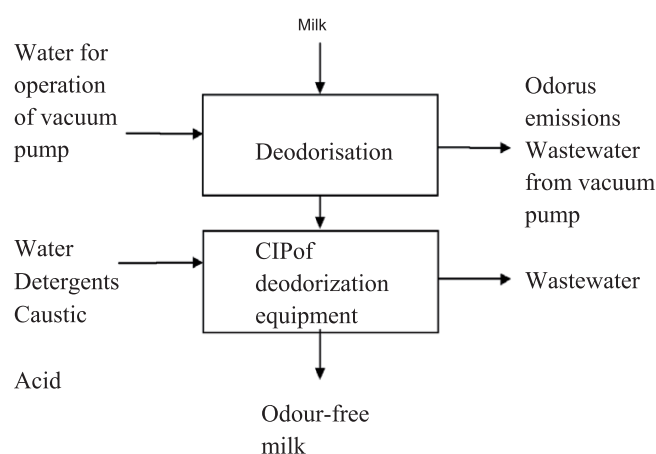 Milk
Water for
operation
of vacuum
pump
Deodorisation
Odorus
emissions
Wastewater
from vacuum
pump
Water
Detergents
Caustic
Acid
CIPof
deodorization
equipment
Wastewater
Odour-free
milk